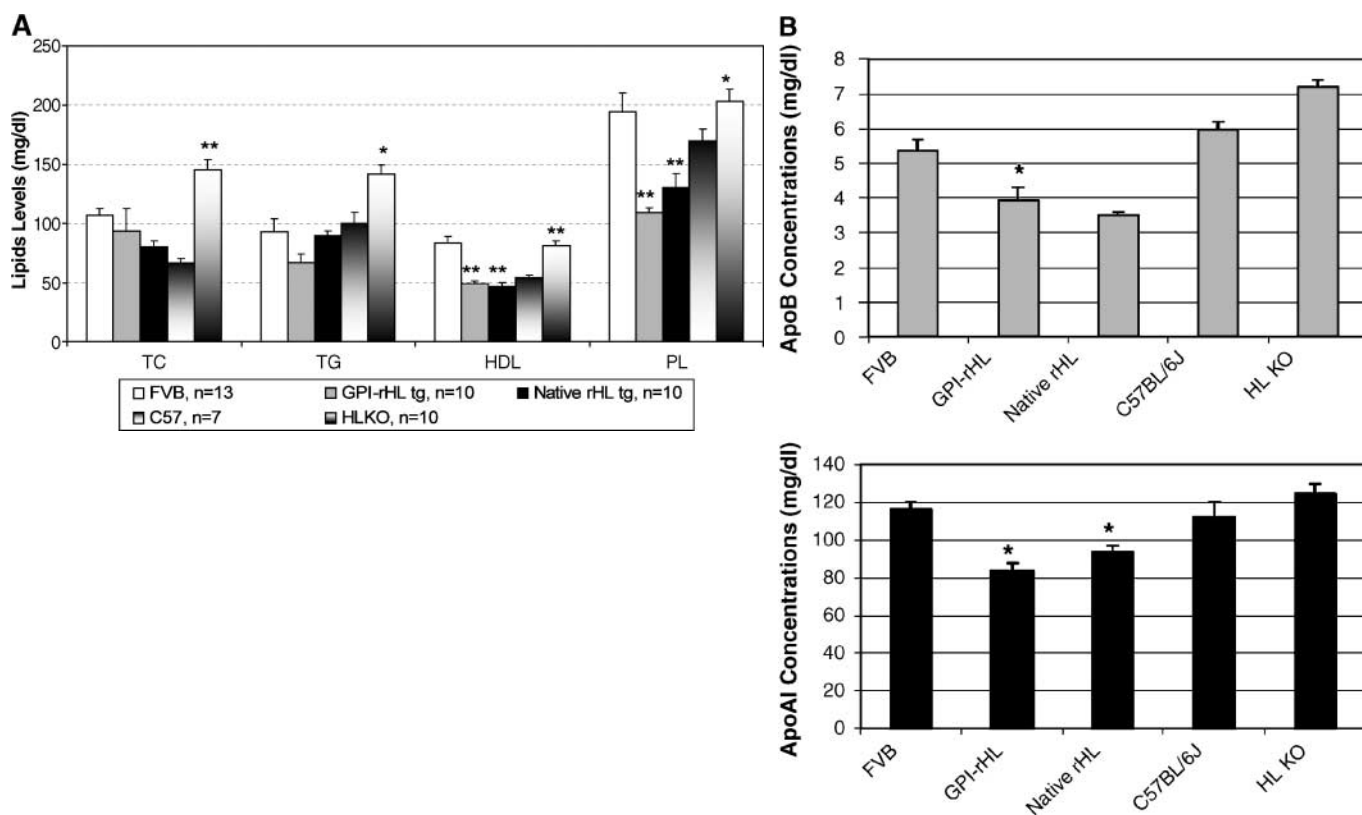 A
Lipids Levels (mg/dl)
250
200
150
100
50
0
**
*
**
**
**
**
**
*
TC
TG
HDL
PL
FVB, n=13
GPI-rHL tg, n=10
Native rHL tg, n=10
C57, n=7
HLKO, n=10
B
ApoB Concentrations (mg/dl)
8
7
6
5
4
3
2
1
0
*
FVB
GPI-rHL
Native rHL
C57BL/6J
HL KO
ApoAI Concentrations (mg/dl)
140
120
100
80
60
40
20
0
*
*
FVB
GPI-rHL
Native rHL
C57BL/6J
HL KO